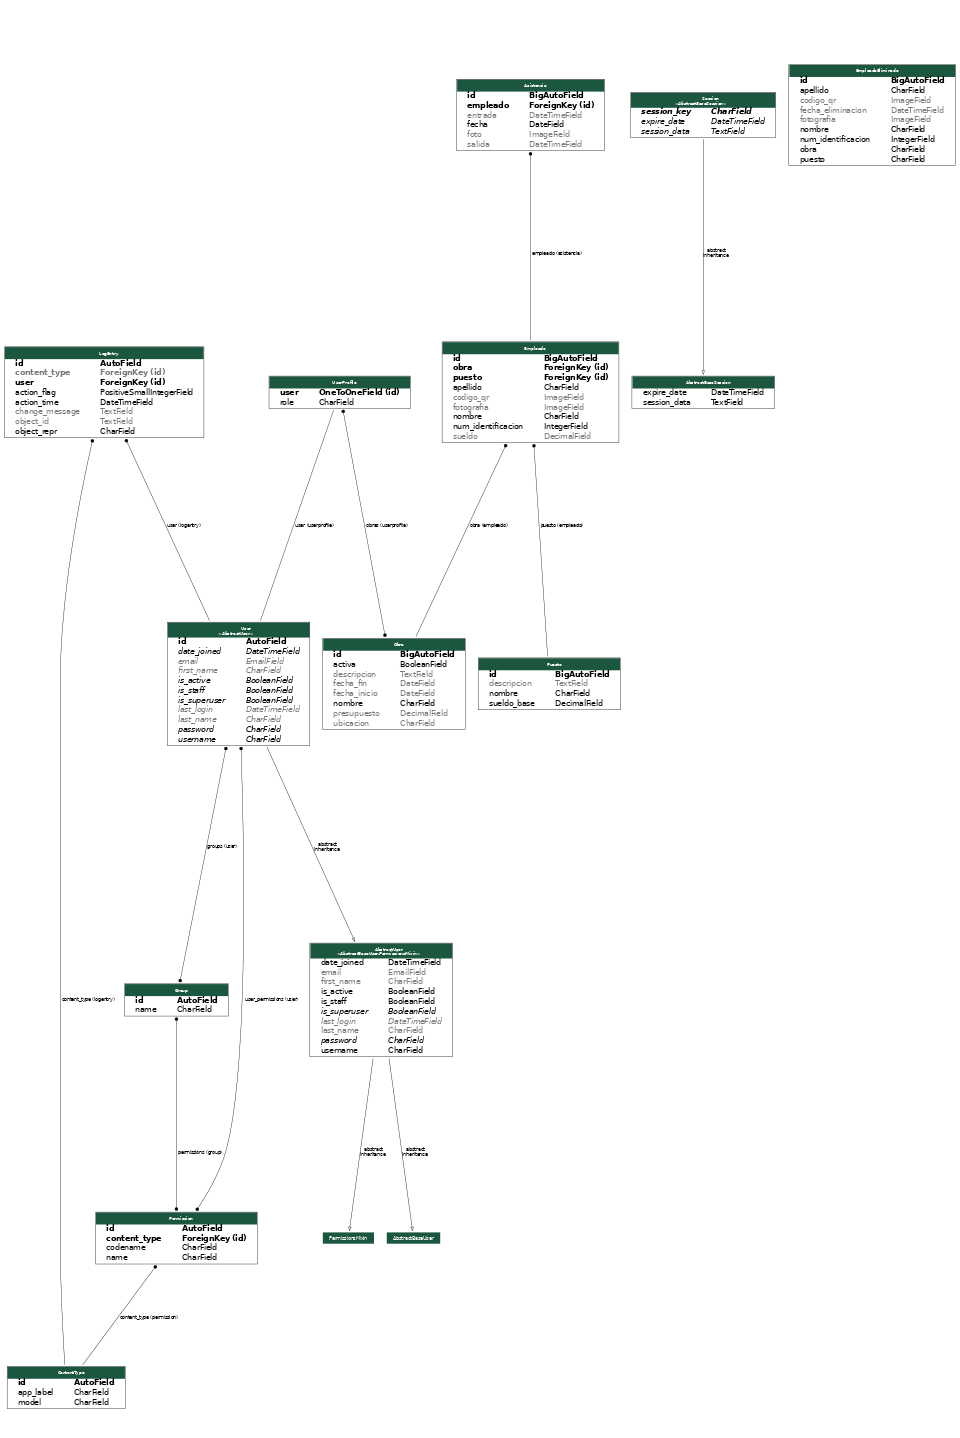 EmpleadoEliminado
id BigAutoField
apellido CharField
codigo_qr ImageField
fecha_eliminacion DateTimeField
fotografia ImageField
nombre CharField
num_identificacion IntegerField
obra CharField
puesto CharField
Asistencia
id BigAutoField
empleado ForeignKey (id)
entrada DateTimeField
fecha DateField
foto ImageField
salida DateTimeField
Session
<AbstractBaseSession>
session_key CharField
expire_date DateTimeField
session_data TextField
empleado (asistencia)
abstract
inheritance
LogEntry
id AutoField
content_type ForeignKey (id)
user ForeignKey (id)
action_flag PositiveSmallIntegerField
action_time DateTimeField
change_message TextField
object_id TextField
object_repr CharField
UserProfile
user OneToOneField (id)
role CharField
Empleado
id BigAutoField
obra ForeignKey (id)
puesto ForeignKey (id)
apellido CharField
codigo_qr ImageField
fotografia ImageField
nombre CharField
num_identificacion IntegerField
sueldo DecimalField
AbstractBaseSession
expire_date DateTimeField
session_data TextField
user (logentry)
user (userprofile)
obras (userprofile)
obra (empleado)
puesto (empleado)
User
<AbstractUser>
id AutoField
date_joined DateTimeField
email EmailField
first_name CharField
is_active BooleanField
is_staff BooleanField
is_superuser BooleanField
last_login DateTimeField
last_name CharField
password CharField
username CharField
Obra
id BigAutoField
activa BooleanField
descripcion TextField
fecha_fin DateField
fecha_inicio DateField
nombre CharField
presupuesto DecimalField
ubicacion CharField
Puesto
id BigAutoField
descripcion TextField
nombre CharField
sueldo_base DecimalField
groups (user)
abstract
inheritance
AbstractUser
<AbstractBaseUser,PermissionsMixin>
date_joined DateTimeField
email EmailField
first_name CharField
is_active BooleanField
is_staff BooleanField
is_superuser BooleanField
last_login DateTimeField
last_name CharField
password CharField
username CharField
Group
id AutoField
name CharField
content_type (logentry)
user_permissions (user)
permissions (group)
abstract
inheritance
abstract
inheritance
Permission
id AutoField
content_type ForeignKey (id)
codename CharField
name CharField
PermissionsMixin
AbstractBaseUser
content_type (permission)
ContentType
id AutoField
app_label CharField
model CharField